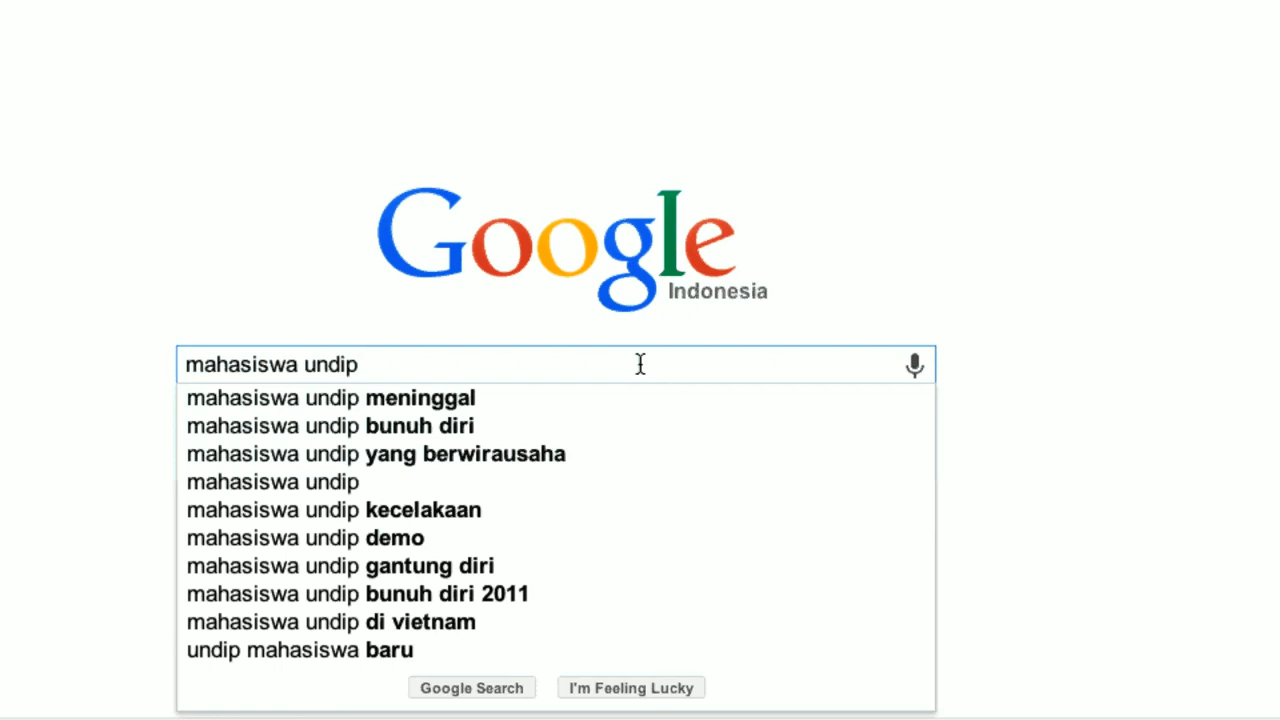 Google
Indonesia
mahasiswa undip
mahasiswa undip meninggal
mahasiswa undip bunuh diri
mahasiswa undip yang berwirausaha
mahasiswa undip
mahasiswa undip kecelakaan
mahasiswa undip demo
mahasiswa undip gantung diri
mahasiswa undip bunuh diri 2011
mahasiswa undip di vietnam
undip mahasiswa baru
Google Search I'm Feeling Lucky